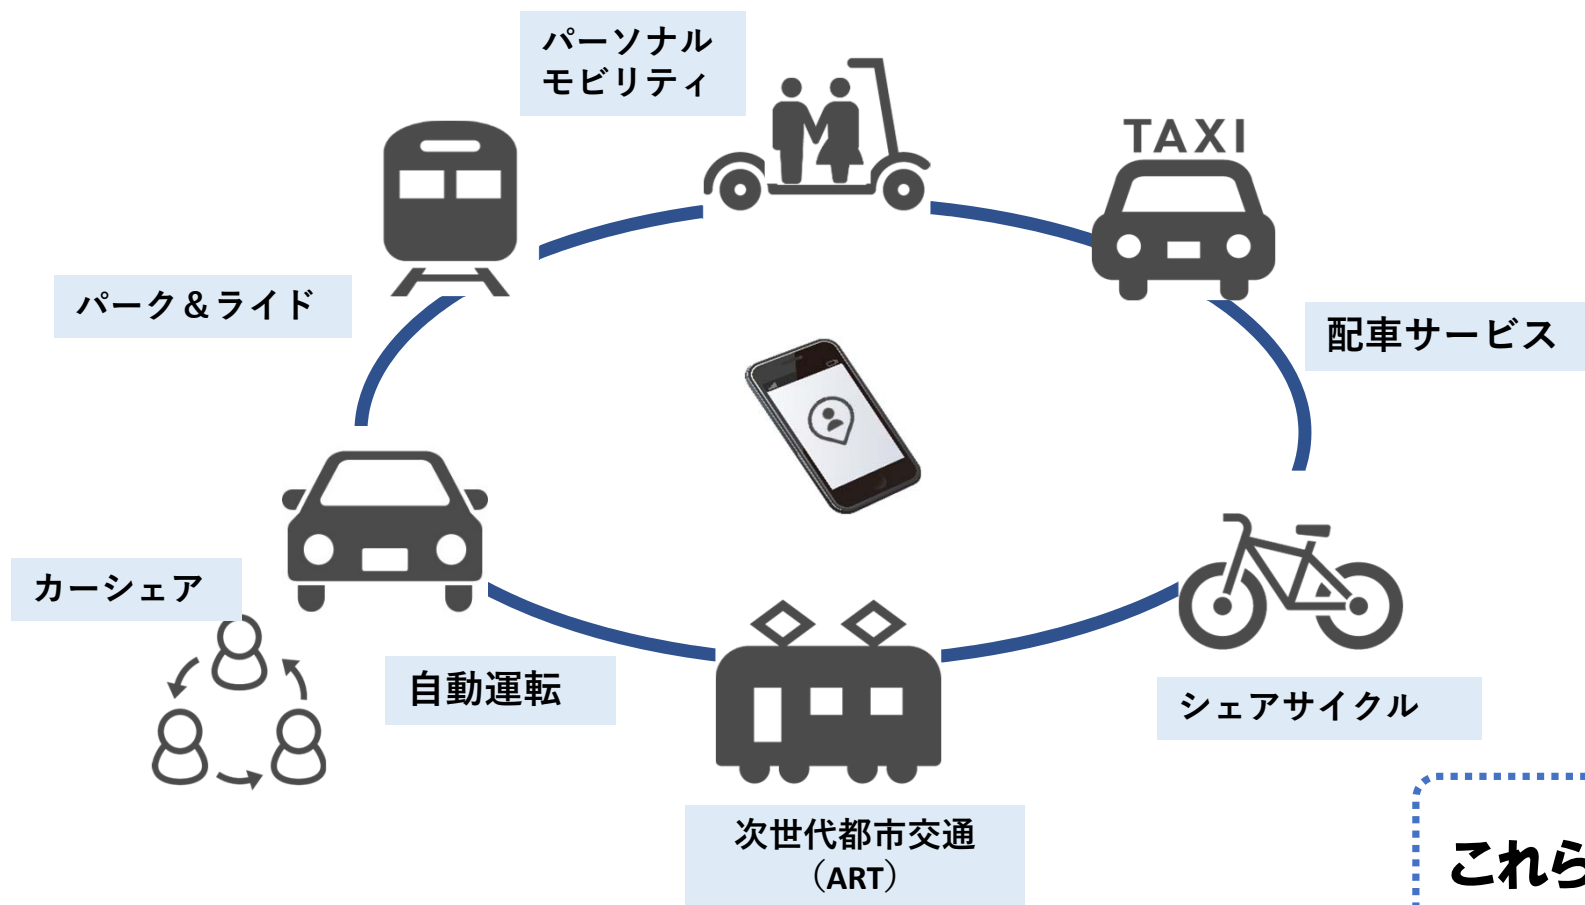 パーソナル
モビリティ
TAXI
パーク＆ライド
配車サービス
カーシェア
自動運転
シェアサイクル
次世代都市交通
（ART）
これら